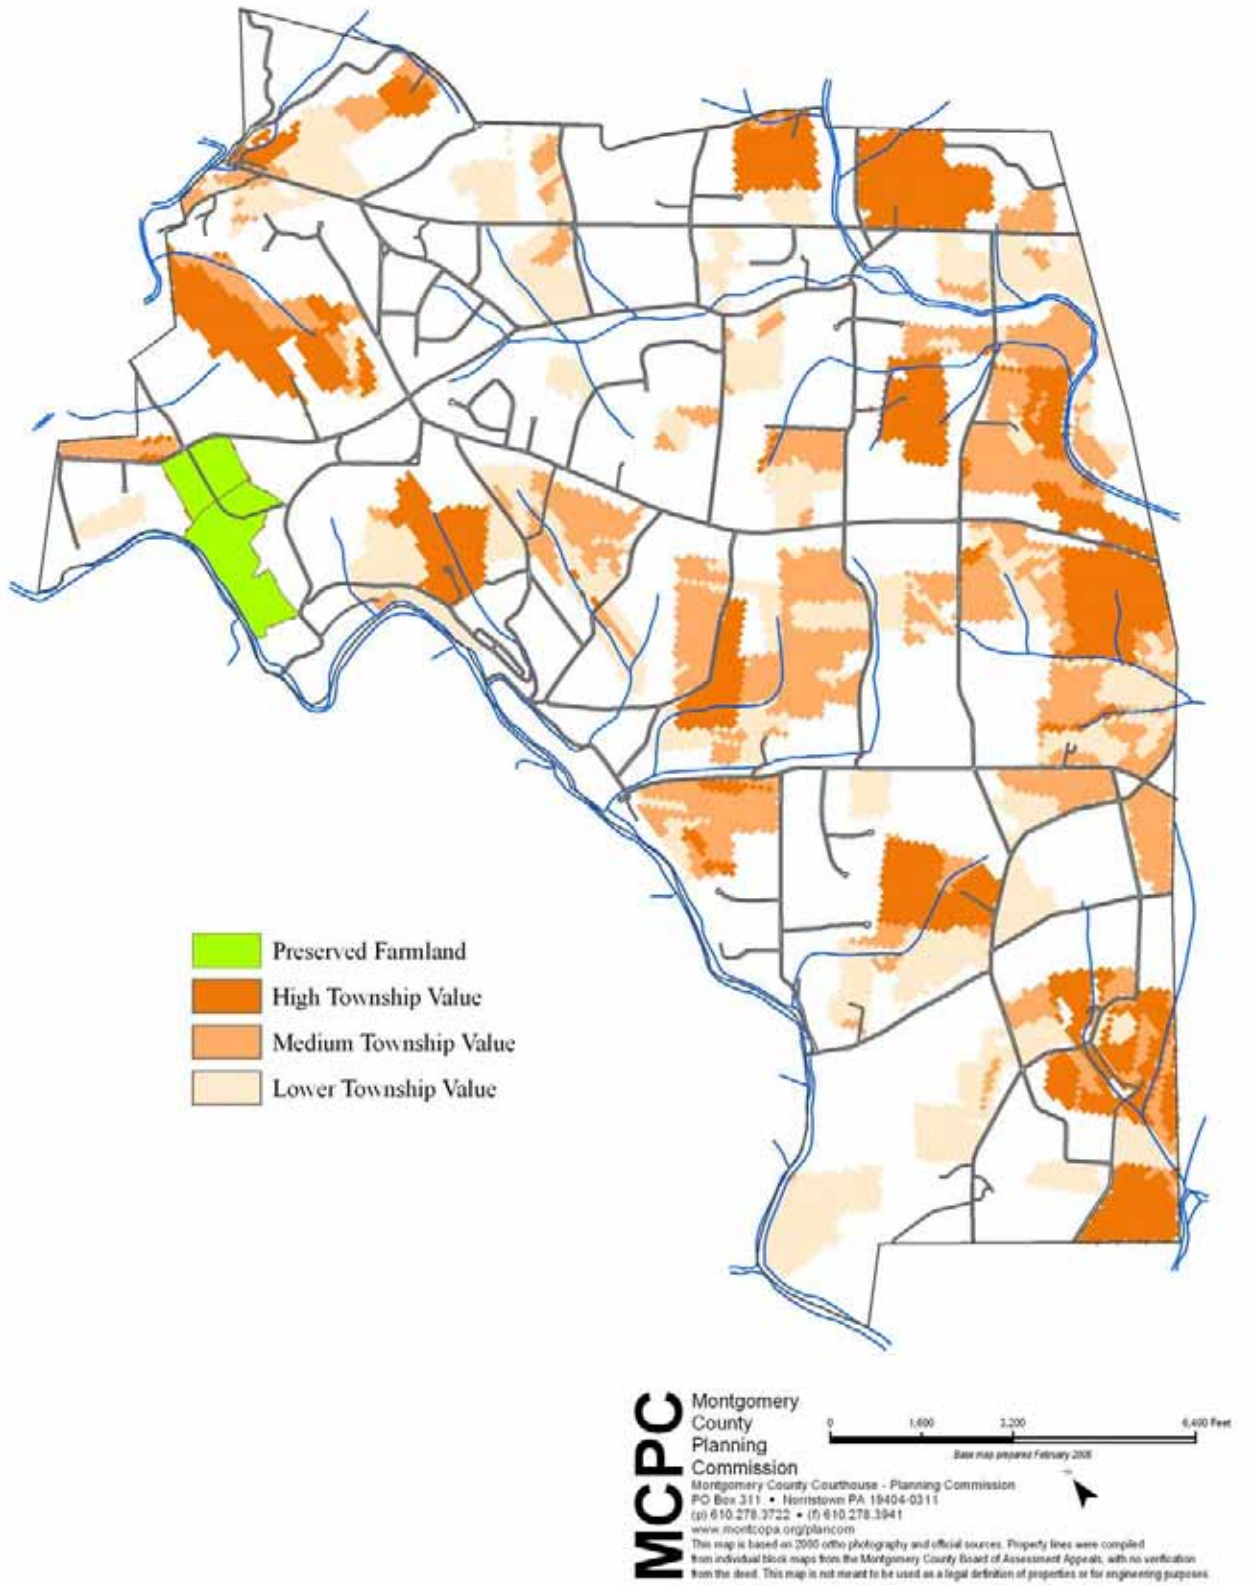 Preserved Farmland
High Township Value
Medium Township Value
Lower Township Value
MCPC
Montgomery
County
Planning
Commission
0 1,600 3,200 6,400 Feet
Base map prepared February 2006
Montgomery County Courthouse - Planning Commission
PO Box 311 • Norristown PA 19404-0311
(p) 610.278.3722 • (f) 610.278.3941
www.montcopa.org/plancom
This map is based on 2000 ortho photography and official sources. Property lines were compiled
from individual block maps from the Montgomery County Board of Assessment Appeals, with no verification
from the deed. This map is not meant to be used as a legal definition of properties or for engineering purposes.